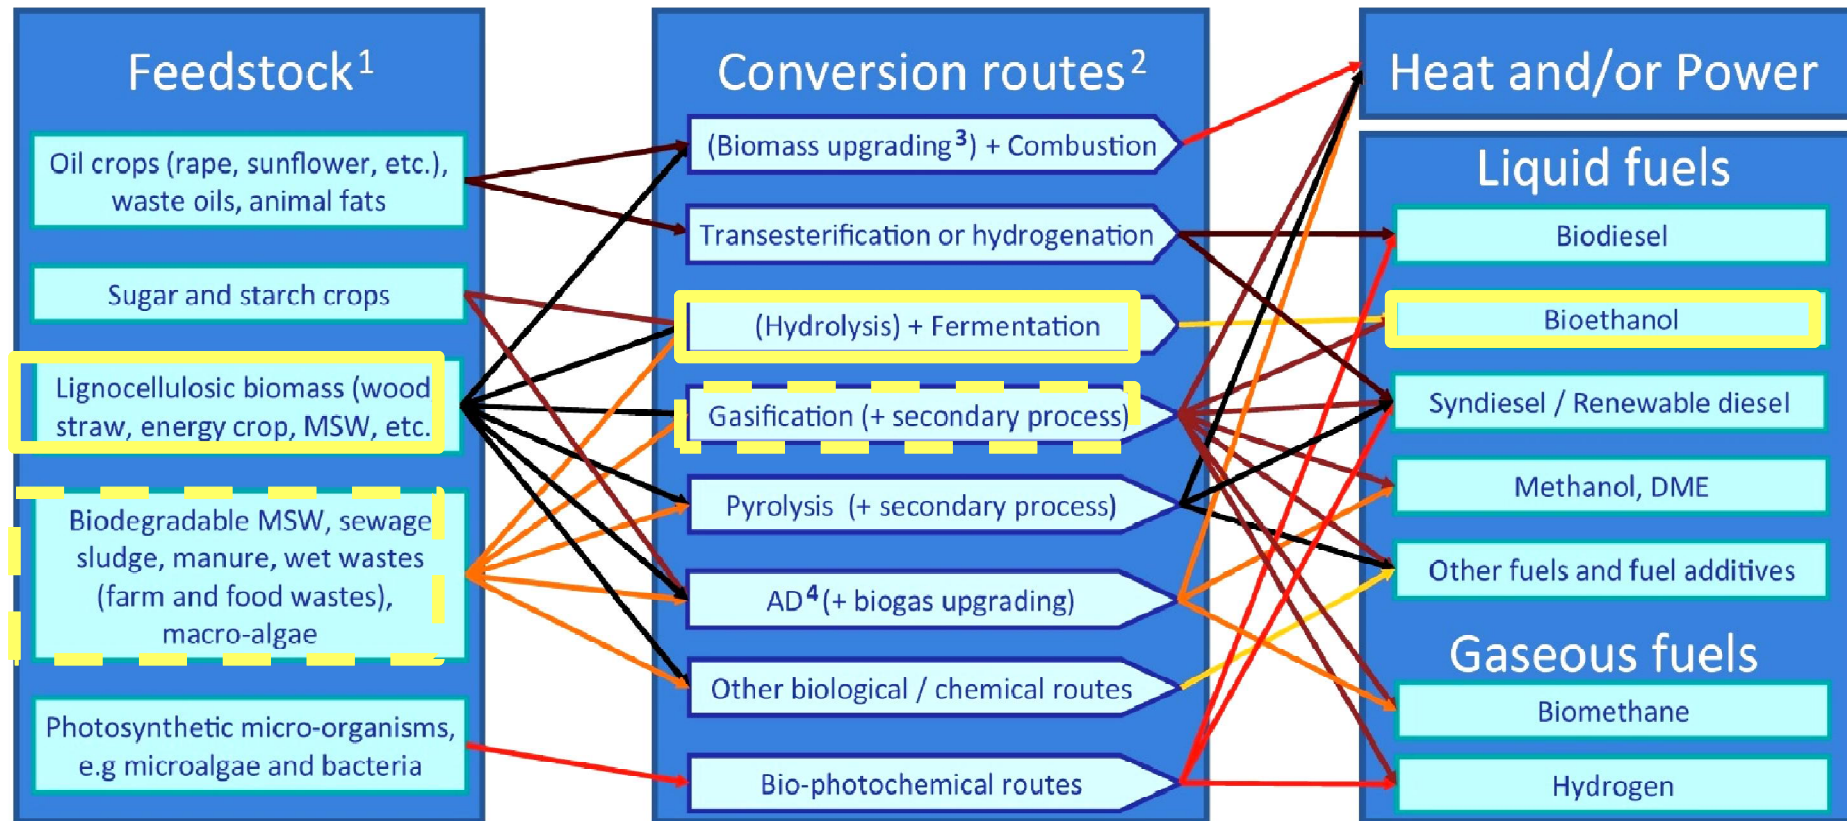 Feedstock¹
Oil crops (rape, sunflower, etc.),
waste oils, animal fats
Sugar and starch crops
Lignocellulosic biomass (wood
straw, energy crop, MSW, etc.
Biodegradable MSW, sewage
sludge, manure, wet wastes
(farm and food wastes),
macro-algae
Photosynthetic micro-organisms,
e.g microalgae and bacteria
Conversion routes²
(Biomass upgrading³) + Combustion
Transesterification or hydrogenation
(Hydrolysis) + Fermentation
Gasification (+ secondary process)
Pyrolysis (+ secondary process)
AD⁴ (+ biogas upgrading)
Other biological / chemical routes
Bio-photochemical routes
Heat and/or Power
Liquid fuels
Biodiesel
Bioethanol
Syndiesel / Renewable diesel
Methanol, DME
Other fuels and fuel additives
Gaseous fuels
Biomethane
Hydrogen